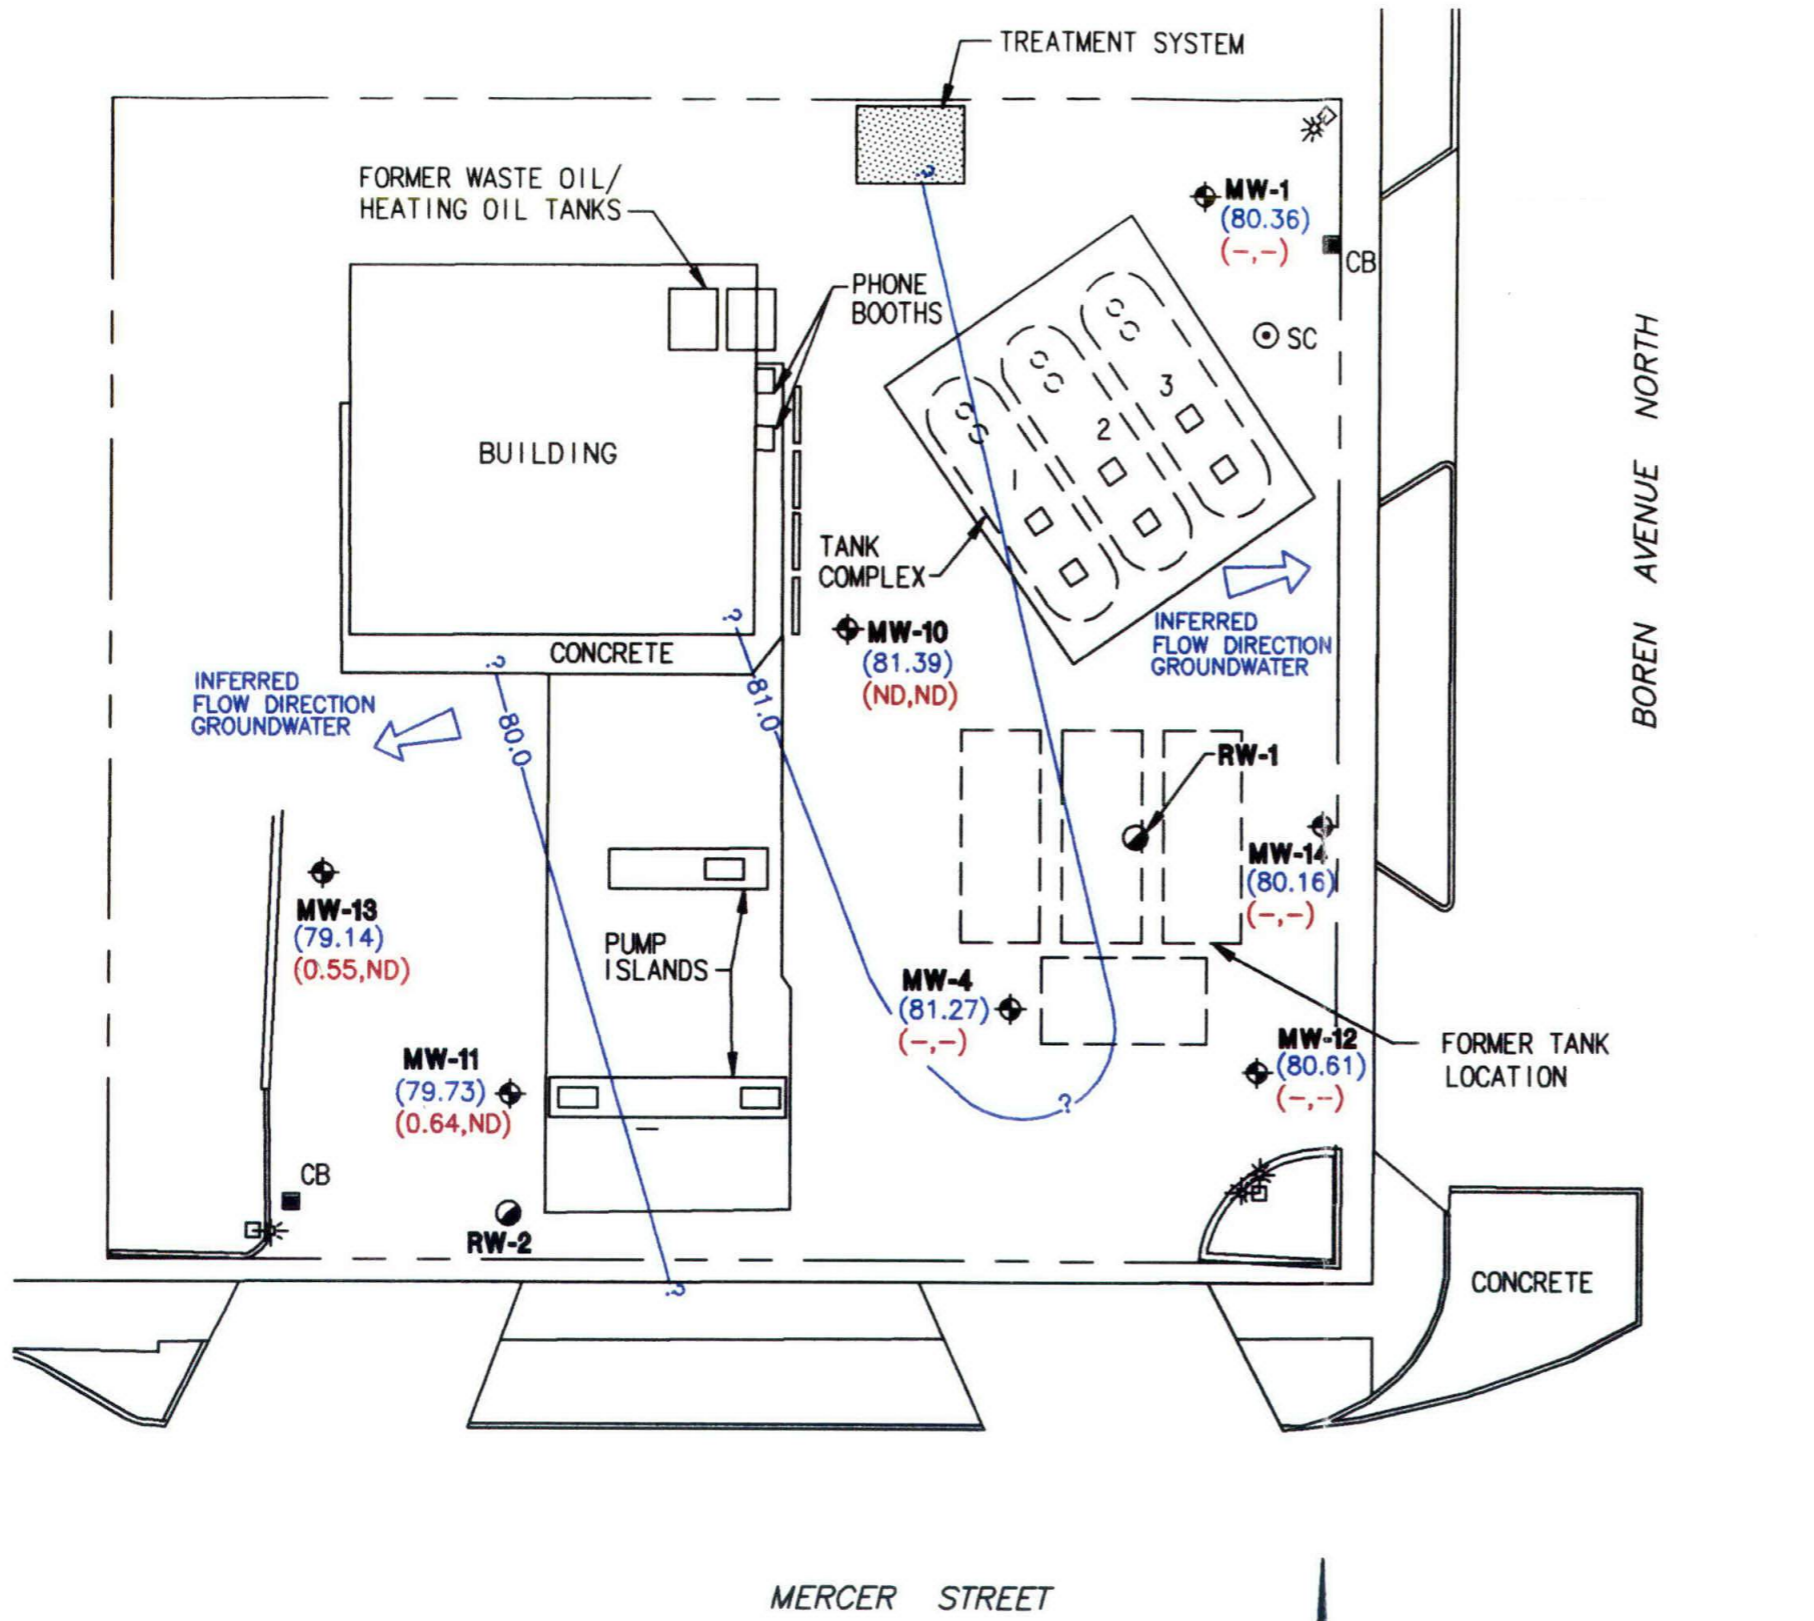 TREATMENT SYSTEM
FORMER WASTE OIL/
HEATING OIL TANKS
MW-1
(80.36)
(-,-)
CB
PHONE
BOOTHS
SC
3
2
1
BUILDING
TANK
COMPLEX
BOREN AVENUE NORTH
INFERRED
FLOW DIRECTION
GROUNDWATER
MW-10
(81.39)
(ND,ND)
CONCRETE
?
?
?
81.0
80.0
INFERRED
FLOW DIRECTION
GROUNDWATER
RW-1
MW-14
(80.16)
(-,-)
MW-13
(79.14)
(0.55,ND)
PUMP
ISLANDS
MW-4
(81.27)
(-,-)
MW-12
(80.61)
(-,-)
FORMER TANK
LOCATION
MW-11
(79.73)
(0.64,ND)
?
CB
RW-2
?
CONCRETE
MERCER STREET